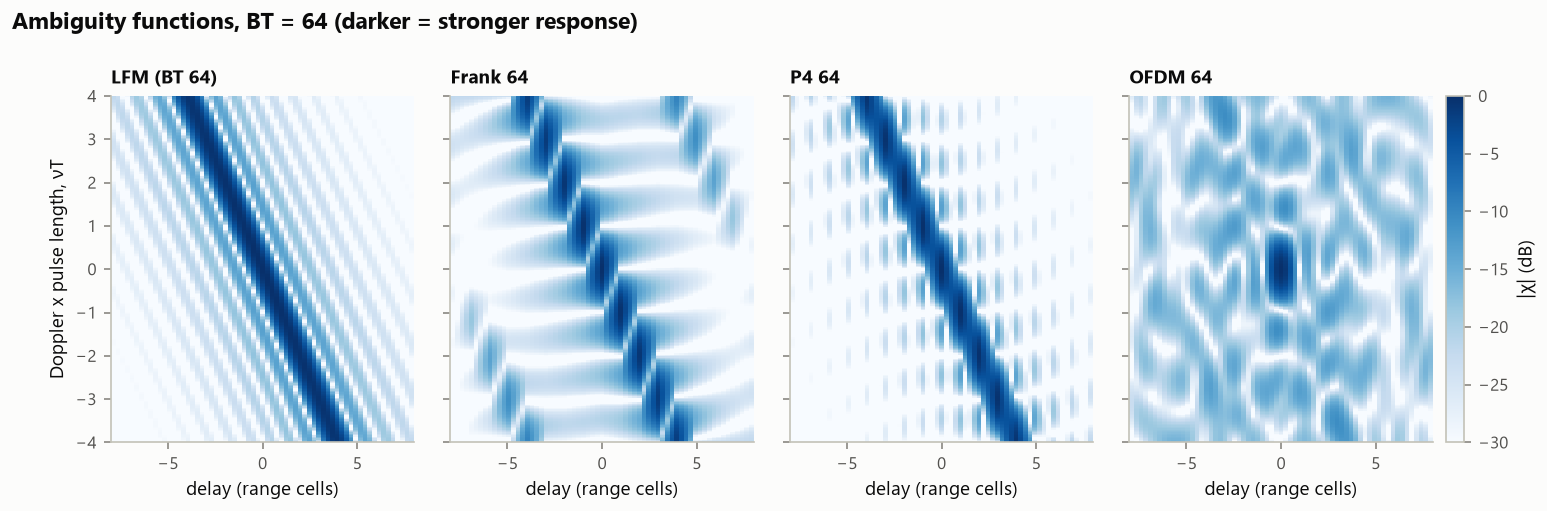 Ambiguity functions, BT = 64 (darker = stronger response)
LFM (BT 64)
Frank 64
P4 64
OFDM 64
Doppler x pulse length, νT
4
3
2
1
0
−1
−2
−3
−4
−5 0 5
−5 0 5
−5 0 5
−5 0 5
delay (range cells)
delay (range cells)
delay (range cells)
delay (range cells)
0
−5
−10
−15
−20
−25
−30
|χ| (dB)